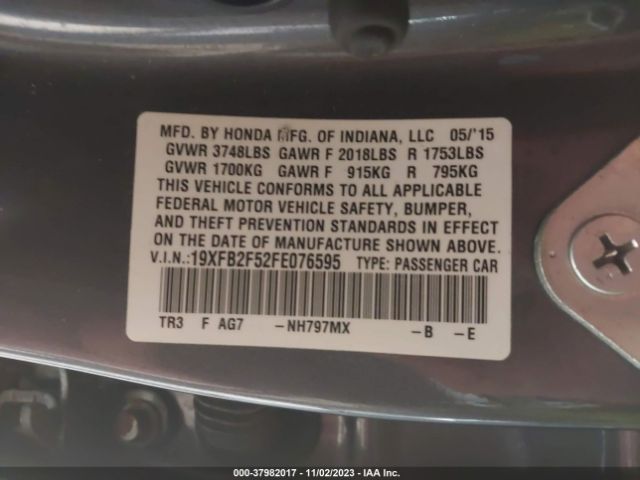 MFD. BY HONDA MFG. OF INDIANA, LLC 05/'15
GVWR 3748LBS GAWR F 2018LBS R 1753LBS
GVWR 1700KG GAWR F 915KG R 795KG
THIS VEHICLE CONFORMS TO ALL APPLICABLE
FEDERAL MOTOR VEHICLE SAFETY, BUMPER,
AND THEFT PREVENTION STANDARDS IN EFFECT
ON THE DATE OF MANUFACTURE SHOWN ABOVE.
V.I.N.:19XFB2F52FE076595 TYPE: PASSENGER CAR
TR3 F AG7 -NH797MX -B -E
000-37982017 - 11/02/2023 - IAA Inc.